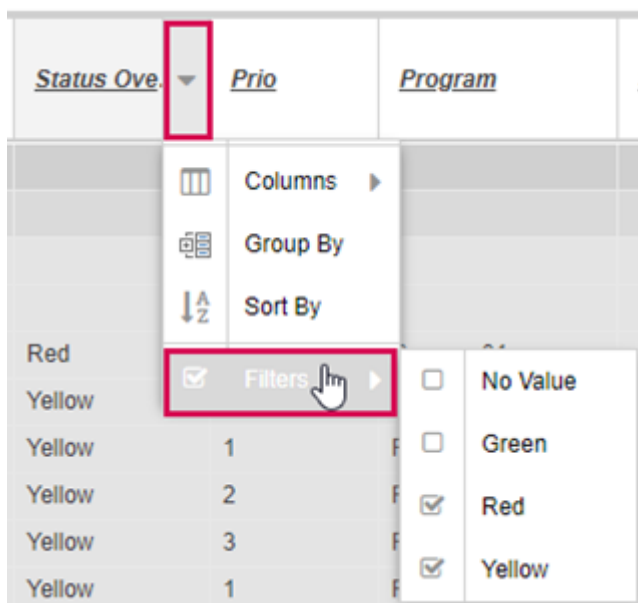 Status Ove. Prio Program
Columns
Group By
Sort By
Red
Filters
No Value
Yellow
Green
Yellow 1
Red
Yellow 2
Yellow 3
Yellow
Yellow 1